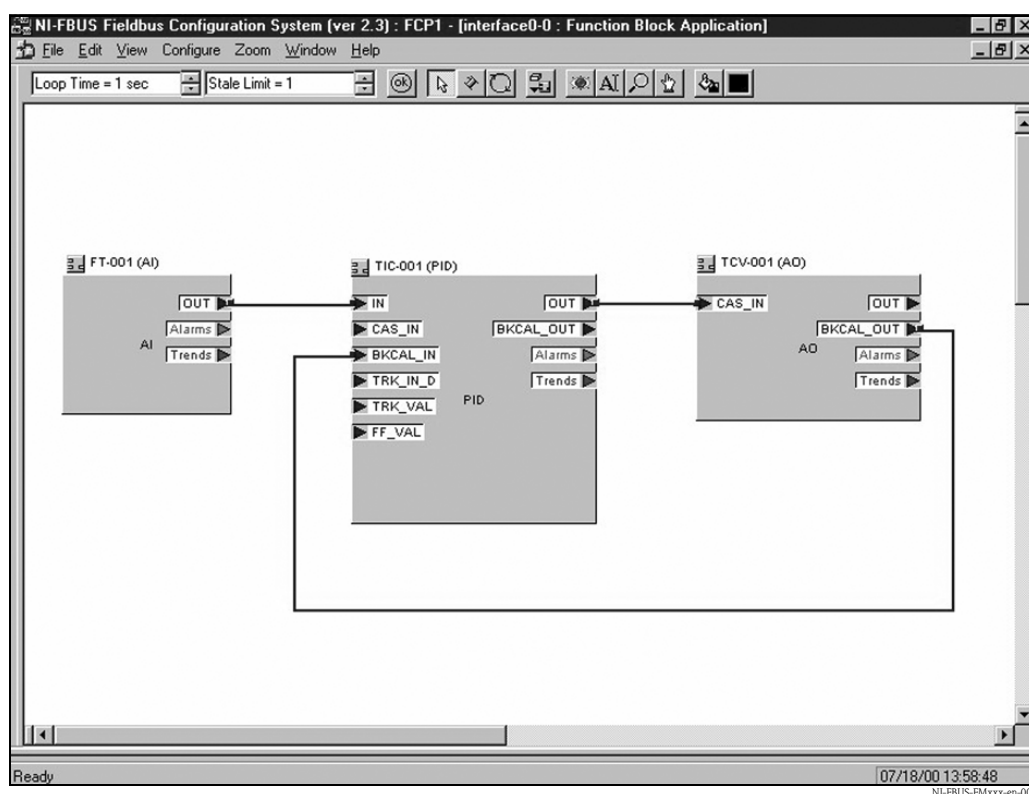 NI-FBUS Fieldbus Configuration System (ver 2.3) : FCP1 - [interface0-0 : Function Block Application]
File Edit View Configure Zoom Window Help
Loop Time = 1 sec Stale Limit = 1 ok AI
FT-001 (AI) TIC-001 (PID) TCV-001 (AO)
OUT IN OUT CAS_IN OUT
Alarms CAS_IN BKCAL_OUT BKCAL_OUT
AI AO
Trends BKCAL_IN Alarms Alarms
TRK_IN_D Trends Trends
PID
TRK_VAL
FF_VAL
Ready 07/18/00 13:58:48